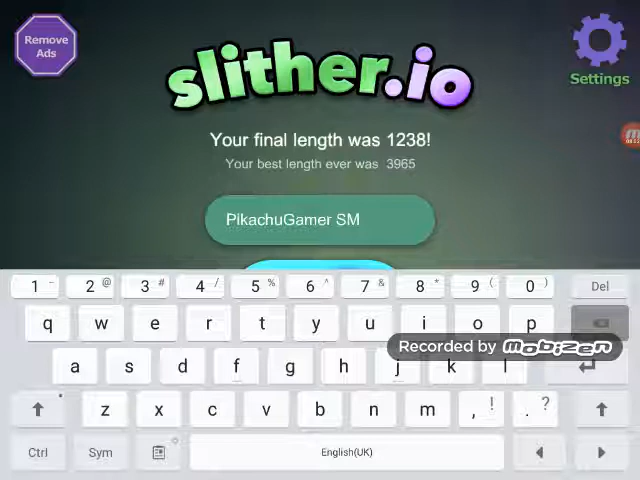 Remove
Ads
slither.io
Settings
Your final length was 1238!
Your best length ever was 3965
PikachuGamer SM
1 - 2 @ 3 # 4 / 5 % 6 ^ 7 & 8 * 9 ( 0 ) Del
q w e r t y u i o p
Recorded by Mobizen
a s d f g h j k l
z x c v b n m , ! . ?
Ctrl Sym English(UK)